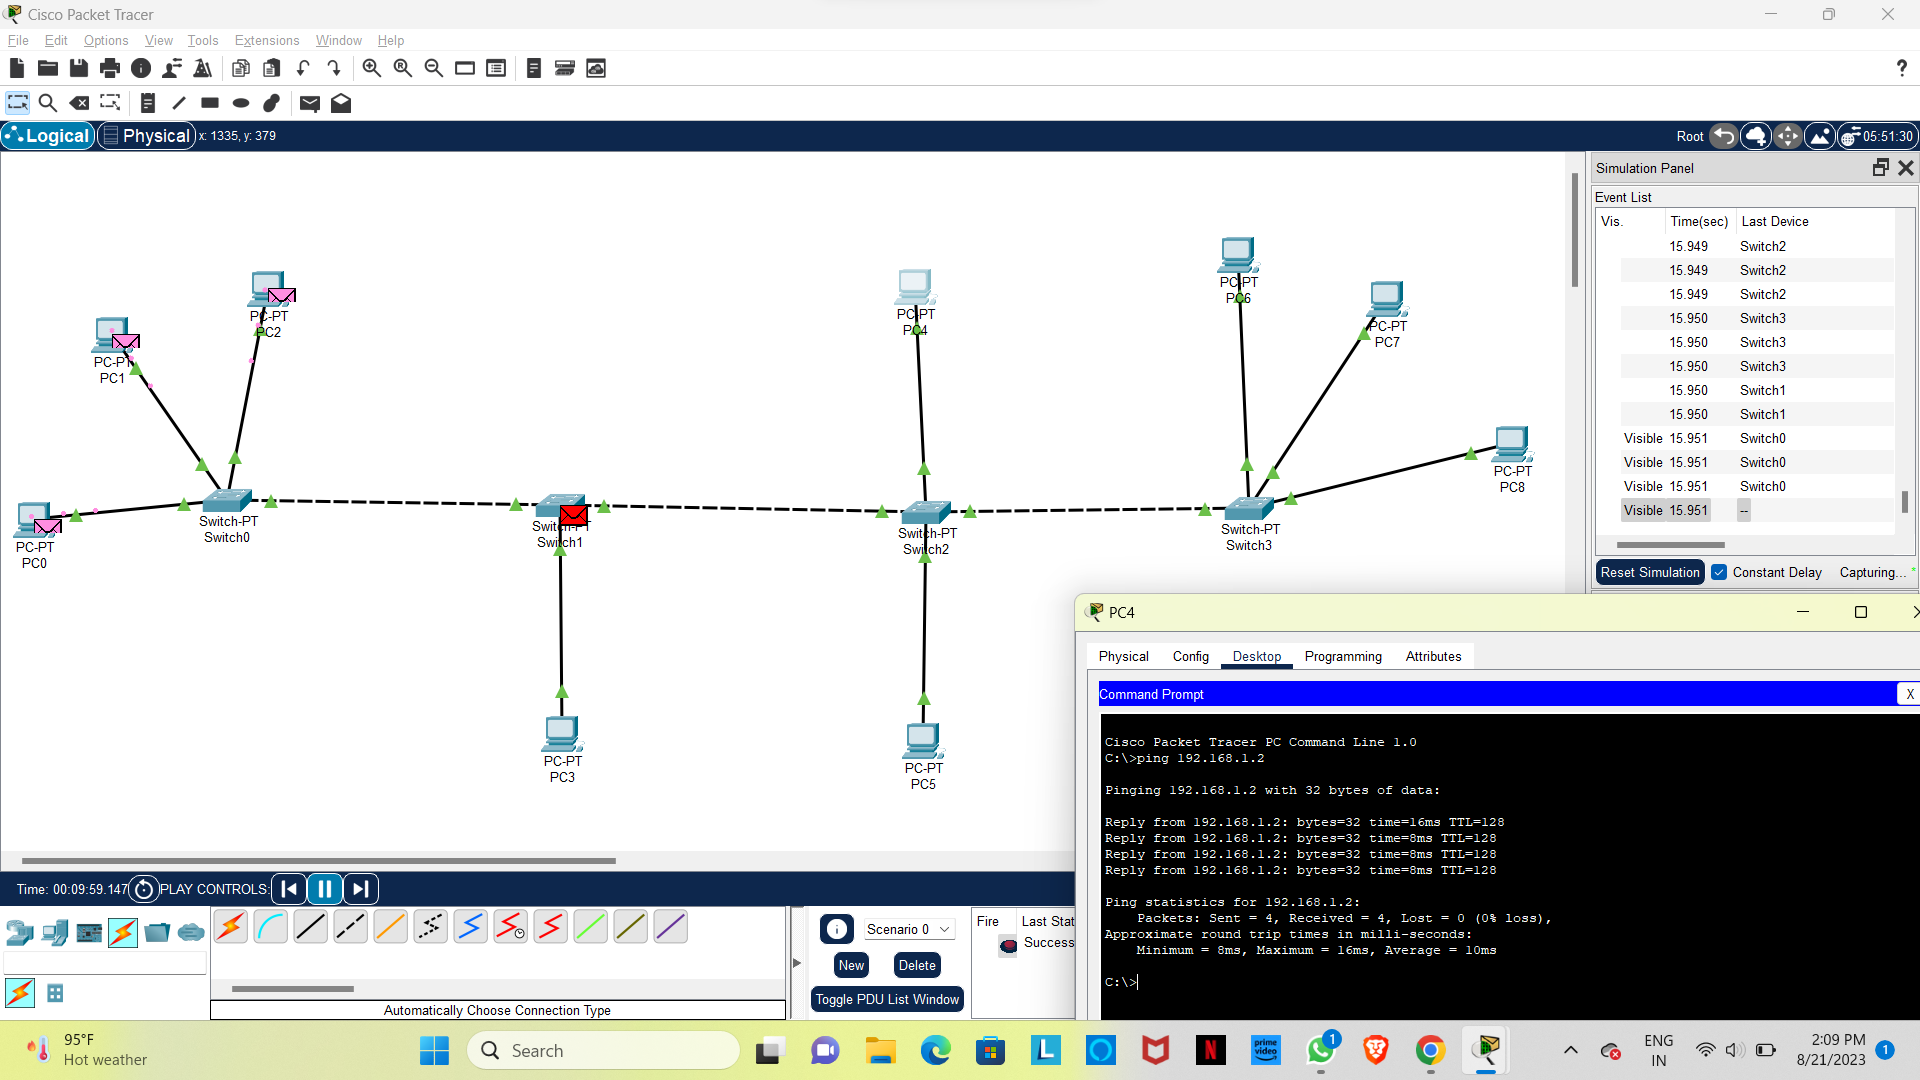 Cisco Packet Tracer
File Edit Options View Tools Extensions Window Help
?
Logical Physical x: 1335, y: 379
Root 05:51:30
PC-PT
PC0
PC-PT
PC1
PC-PT
PC2
Switch-PT
Switch0
Switch-PT
Switch1
PC-PT
PC3
PC-PT
PC4
Switch-PT
Switch2
PC-PT
PC5
PC-PT
PC6
PC-PT
PC7
PC-PT
PC8
Switch-PT
Switch3
Simulation Panel
Event List
Vis. Time(sec) Last Device
15.949 Switch2
15.949 Switch2
15.949 Switch2
15.950 Switch3
15.950 Switch3
15.950 Switch3
15.950 Switch1
15.950 Switch1
Visible 15.951 Switch0
Visible 15.951 Switch0
Visible 15.951 Switch0
Visible 15.951 --
Reset Simulation Constant Delay Capturing...
PC4
Physical Config Desktop Programming Attributes
Command Prompt X
Cisco Packet Tracer PC Command Line 1.0
C:\>ping 192.168.1.2
Pinging 192.168.1.2 with 32 bytes of data:
Reply from 192.168.1.2: bytes=32 time=16ms TTL=128
Reply from 192.168.1.2: bytes=32 time=8ms TTL=128
Reply from 192.168.1.2: bytes=32 time=8ms TTL=128
Reply from 192.168.1.2: bytes=32 time=8ms TTL=128
Ping statistics for 192.168.1.2:
Packets: Sent = 4, Received = 4, Lost = 0 (0% loss),
Approximate round trip times in milli-seconds:
Minimum = 8ms, Maximum = 16ms, Average = 10ms
C:\>
Time: 00:09:59.147 PLAY CONTROLS:
Automatically Choose Connection Type
Scenario 0
New Delete
Toggle PDU List Window
Fire Last Stat
Success
95°F
Hot weather
Search
L
N
prime video
1
ENG
IN
2:09 PM
8/21/2023
1